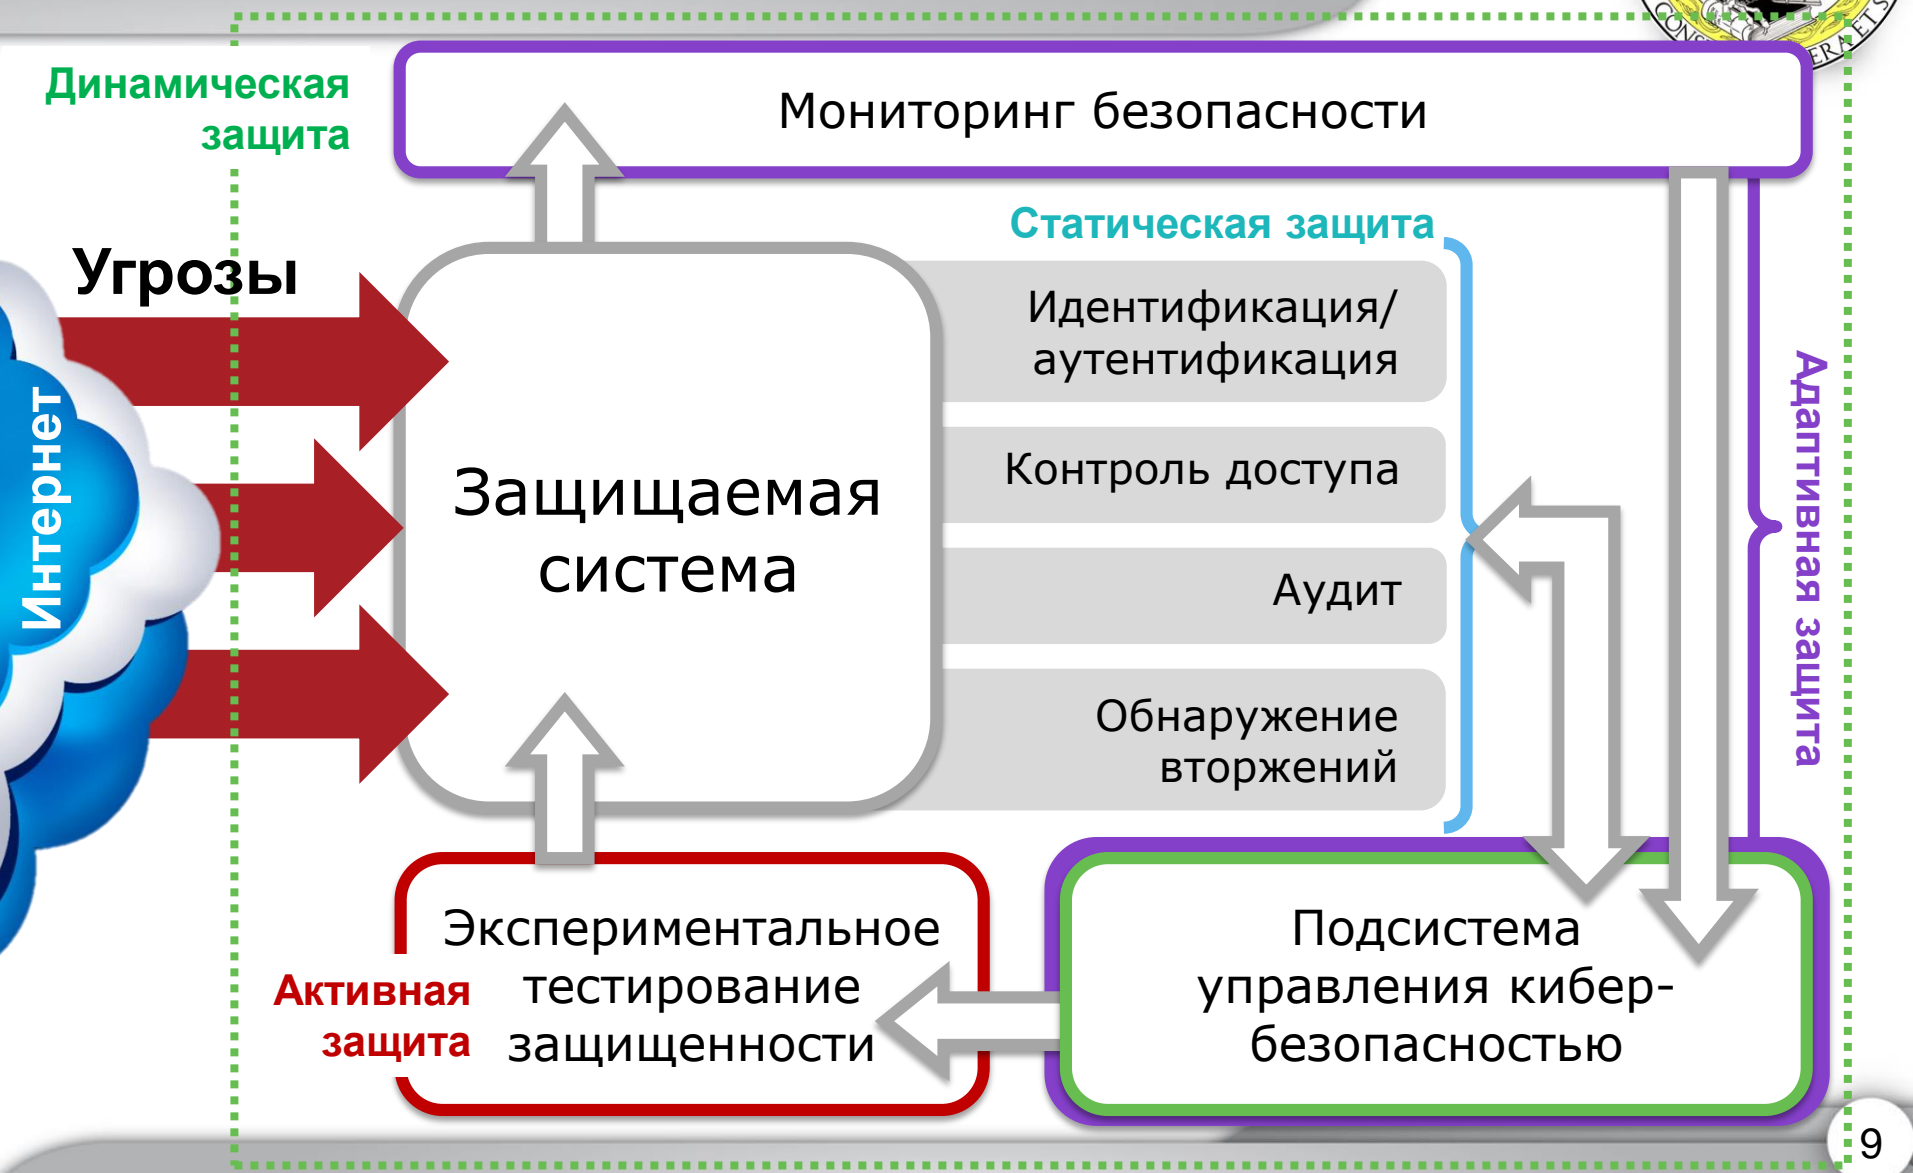 Динамическая
защита
Мониторинг безопасности
Статическая защита
Угрозы
Интернет
Идентификация/
аутентификация
Контроль доступа
Аудит
Обнаружение
вторжений
Защищаемая
система
Адаптивная защита
Экспериментальное
тестирование
защищенности
Активная
защита
Подсистема
управления кибер-
безопасностью
9